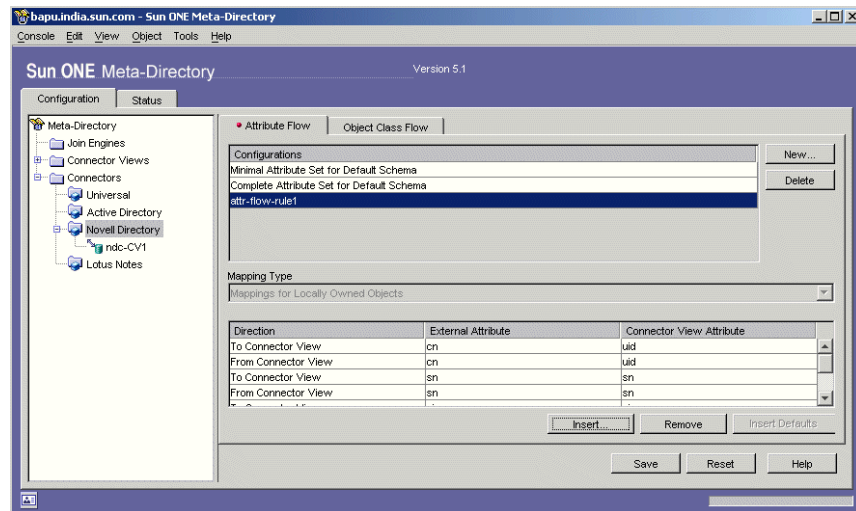 bapu.india.sun.com - Sun ONE Meta-Directory
Console Edit View Object Tools Help
Sun ONE Meta-Directory
Version 5.1
Configuration Status
Meta-Directory
Join Engines
Connector Views
Connectors
Universal
Active Directory
Novell Directory
ndc-CV1
Lotus Notes
Attribute Flow Object Class Flow
Configurations
Minimal Attribute Set for Default Schema
Complete Attribute Set for Default Schema
attr-flow-rule1
New...
Delete
Mapping Type
Mappings for Locally Owned Objects
Direction External Attribute Connector View Attribute
To Connector View cn uid
From Connector View cn uid
To Connector View sn sn
From Connector View sn sn
Insert... Remove Insert Defaults
Save Reset Help